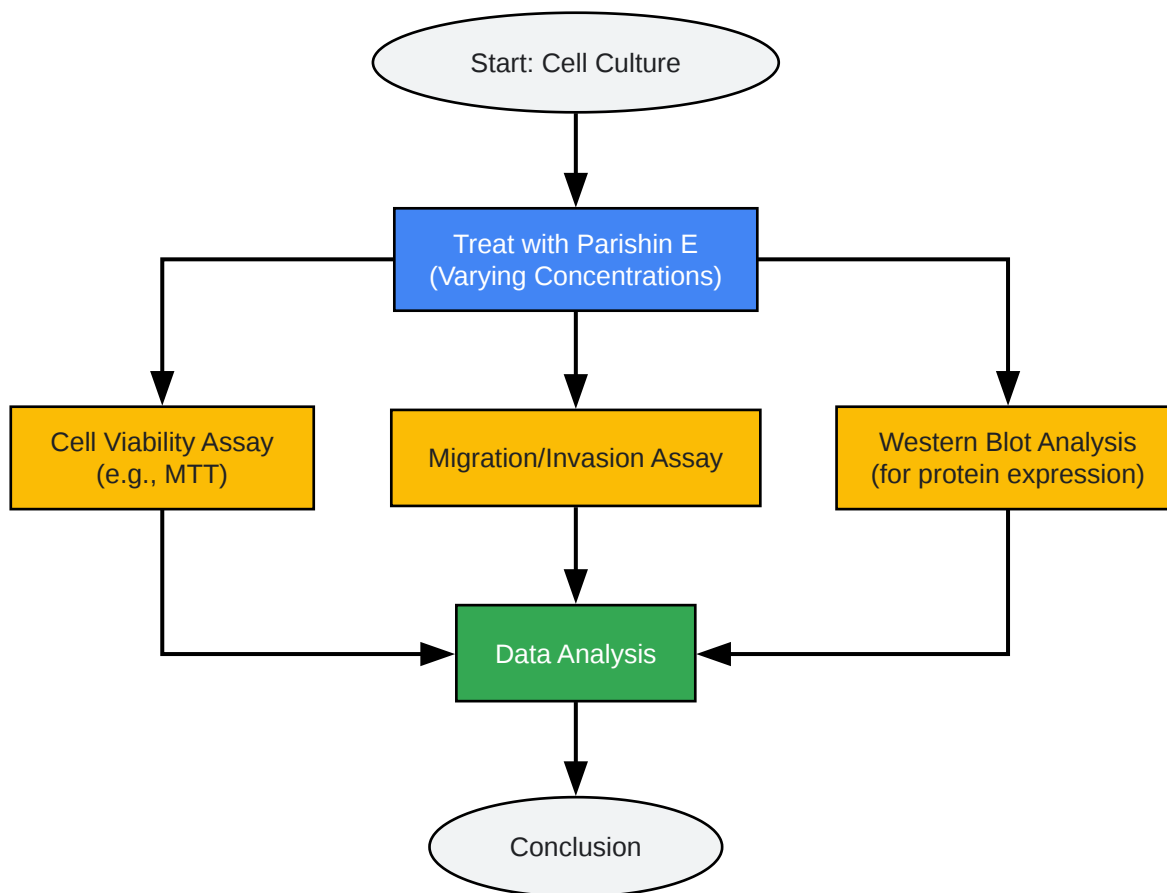 Start: Cell Culture
Treat with Parishin E
(Varying Concentrations)
Cell Viability Assay
(e.g., MTT)
Migration/Invasion Assay
Western Blot Analysis
(for protein expression)
Data Analysis
Conclusion